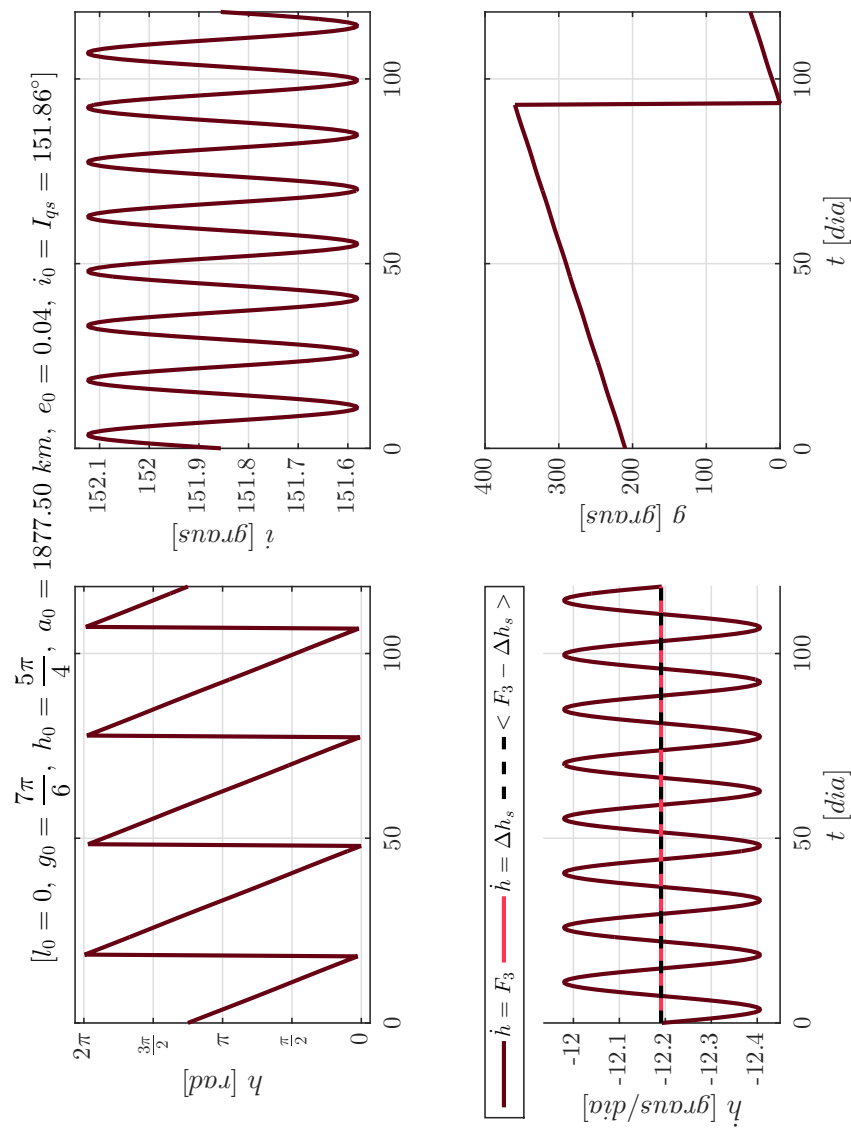 [l₀ = 0, g₀ = 7π/6, h₀ = 5π/4, a₀ = 1877.50 km, e₀ = 0.04, i₀ = I_qs = 151.86°]
2π
3π/2
π
π/2
0
h [rad]
0 50 100
152.1
152
151.9
151.8
151.7
151.6
i [graus]
0 50 100
ḣ = F₃ ḣ = Δh_s < F₃ − Δh_s >
-12
-12.1
-12.2
-12.3
-12.4
ḣ [graus/dia]
0 50 100
t [dia]
400
300
200
100
0
g [graus]
0 50 100
t [dia]